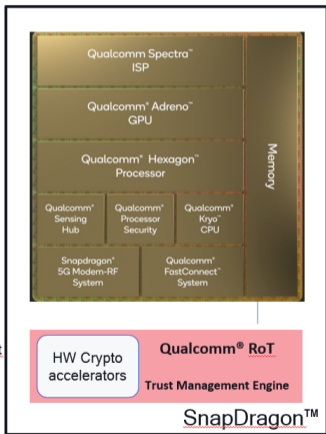 Qualcomm Spectra™
ISP
Qualcomm® Adreno™
GPU
Qualcomm® Hexagon™
Processor
Memory
Qualcomm®
Sensing
Hub
Qualcomm®
Processor
Security
Qualcomm®
Kryo™
CPU
Snapdragon®
5G Modem-RF
System
Qualcomm®
FastConnect™
System
HW Crypto
accelerators
Qualcomm® RoT
Trust Management Engine
SnapDragon™